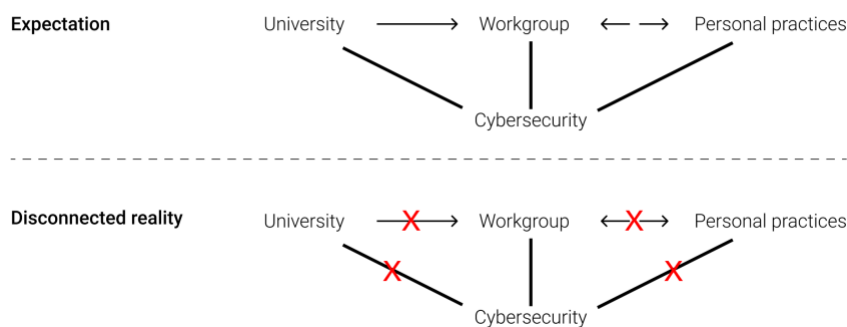 Expectation University Workgroup Personal practices
Cybersecurity
Disconnected reality University Workgroup Personal practices
Cybersecurity